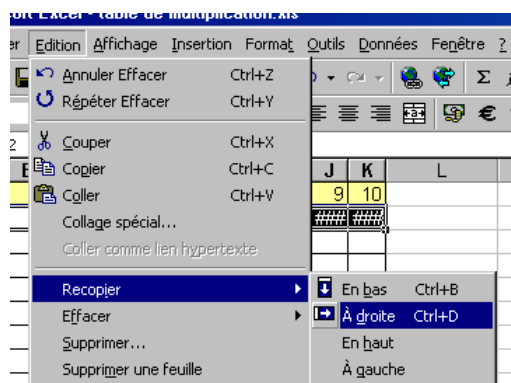 Excel - table de multiplication.xls
Edition Affichage Insertion Format Outils Données Fenêtre ?
Annuler Effacer Ctrl+Z
Répéter Effacer Ctrl+Y
Couper Ctrl+X
Copier Ctrl+C
Coller Ctrl+V
Collage spécial...
Coller comme lien hypertexte
Recopier
Effacer
Supprimer...
Supprimer une feuille
Σ
€
J K L
9 10
#### ####
En bas Ctrl+B
À droite Ctrl+D
En haut
À gauche